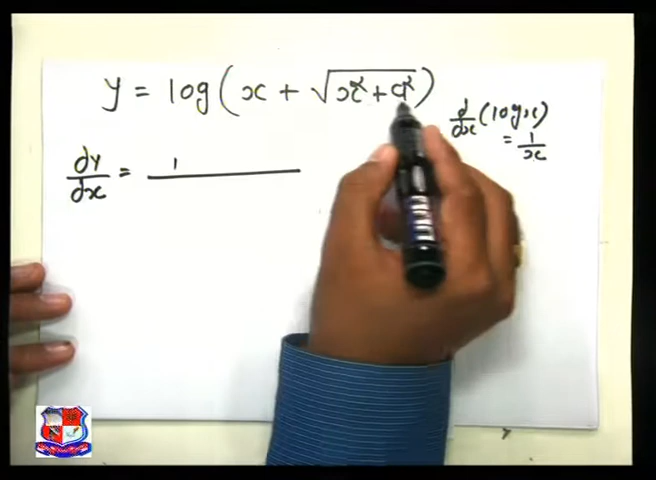 y = log(x + √x² + a²)
d/dx (log x)
= 1/x
dy/dx = 1